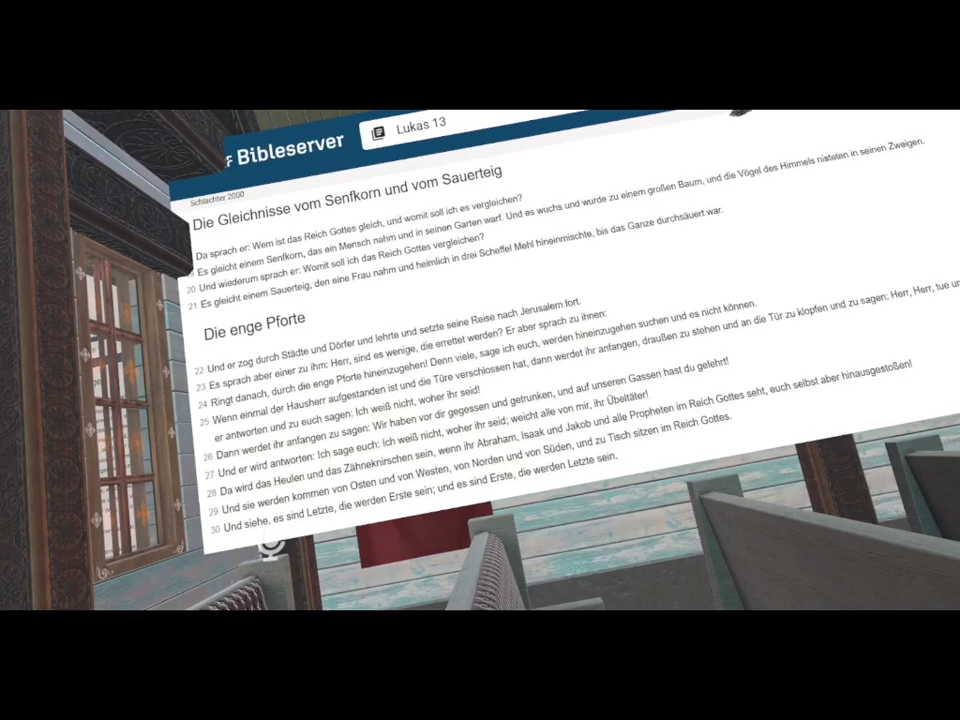 Bibleserver
Lukas 13
Schlachter 2000
Die Gleichnisse vom Senfkorn und vom Sauerteig
Da sprach er: Wem ist das Reich Gottes gleich, und womit soll ich es vergleichen?
Es gleicht einem Senfkorn, das ein Mensch nahm und in seinen Garten warf. Und es wuchs und wurde zu einem großen Baum, und die Vögel des Himmels nisteten in seinen Zweigen.
20 Und wiederum sprach er: Womit soll ich das Reich Gottes vergleichen?
21 Es gleicht einem Sauerteig, den eine Frau nahm und heimlich in drei Scheffel Mehl hineinmischte, bis das Ganze durchsäuert war.
Die enge Pforte
22 Und er zog durch Städte und Dörfer und lehrte und setzte seine Reise nach Jerusalem fort.
23 Es sprach aber einer zu ihm: Herr, sind es wenige, die errettet werden? Er aber sprach zu ihnen:
24 Ringt danach, durch die enge Pforte hineinzugehen! Denn viele, sage ich euch, werden hineinzugehen suchen und es nicht können.
25 Wenn einmal der Hausherr aufgestanden ist und die Türe verschlossen hat, dann werdet ihr anfangen, draußen zu stehen und an die Tür zu klopfen und zu sagen: Herr, Herr, tue
er antworten und zu euch sagen: Ich weiß nicht, woher ihr seid!
26 Dann werdet ihr anfangen zu sagen: Wir haben vor dir gegessen und getrunken, und auf unseren Gassen hast du gelehrt!
27 Und er wird antworten: Ich sage euch: Ich weiß nicht, woher ihr seid; weicht alle von mir, ihr Übeltäter!
28 Da wird das Heulen und das Zähneknirschen sein, wenn ihr Abraham, Isaak und Jakob und alle Propheten im Reich Gottes seht, euch selbst aber hinausgestoßen!
29 Und sie werden kommen von Osten und von Westen, von Norden und von Süden, und zu Tisch sitzen im Reich Gottes.
30 Und siehe, es sind Letzte, die werden Erste sein; und es sind Erste, die werden Letzte sein.